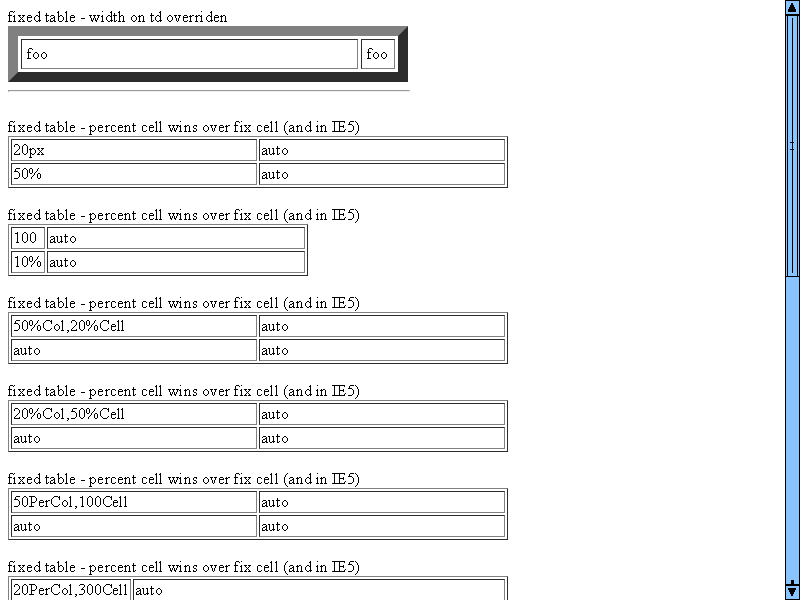 fixed table - width on td overriden
foo foo
fixed table - percent cell wins over fix cell (and in IE5)
20px auto
50% auto
fixed table - percent cell wins over fix cell (and in IE5)
100 auto
10% auto
fixed table - percent cell wins over fix cell (and in IE5)
50%Col,20%Cell auto
auto auto
fixed table - percent cell wins over fix cell (and in IE5)
20%Col,50%Cell auto
auto auto
fixed table - percent cell wins over fix cell (and in IE5)
50PerCol,100Cell auto
auto auto
fixed table - percent cell wins over fix cell (and in IE5)
20PerCol,300Cell auto